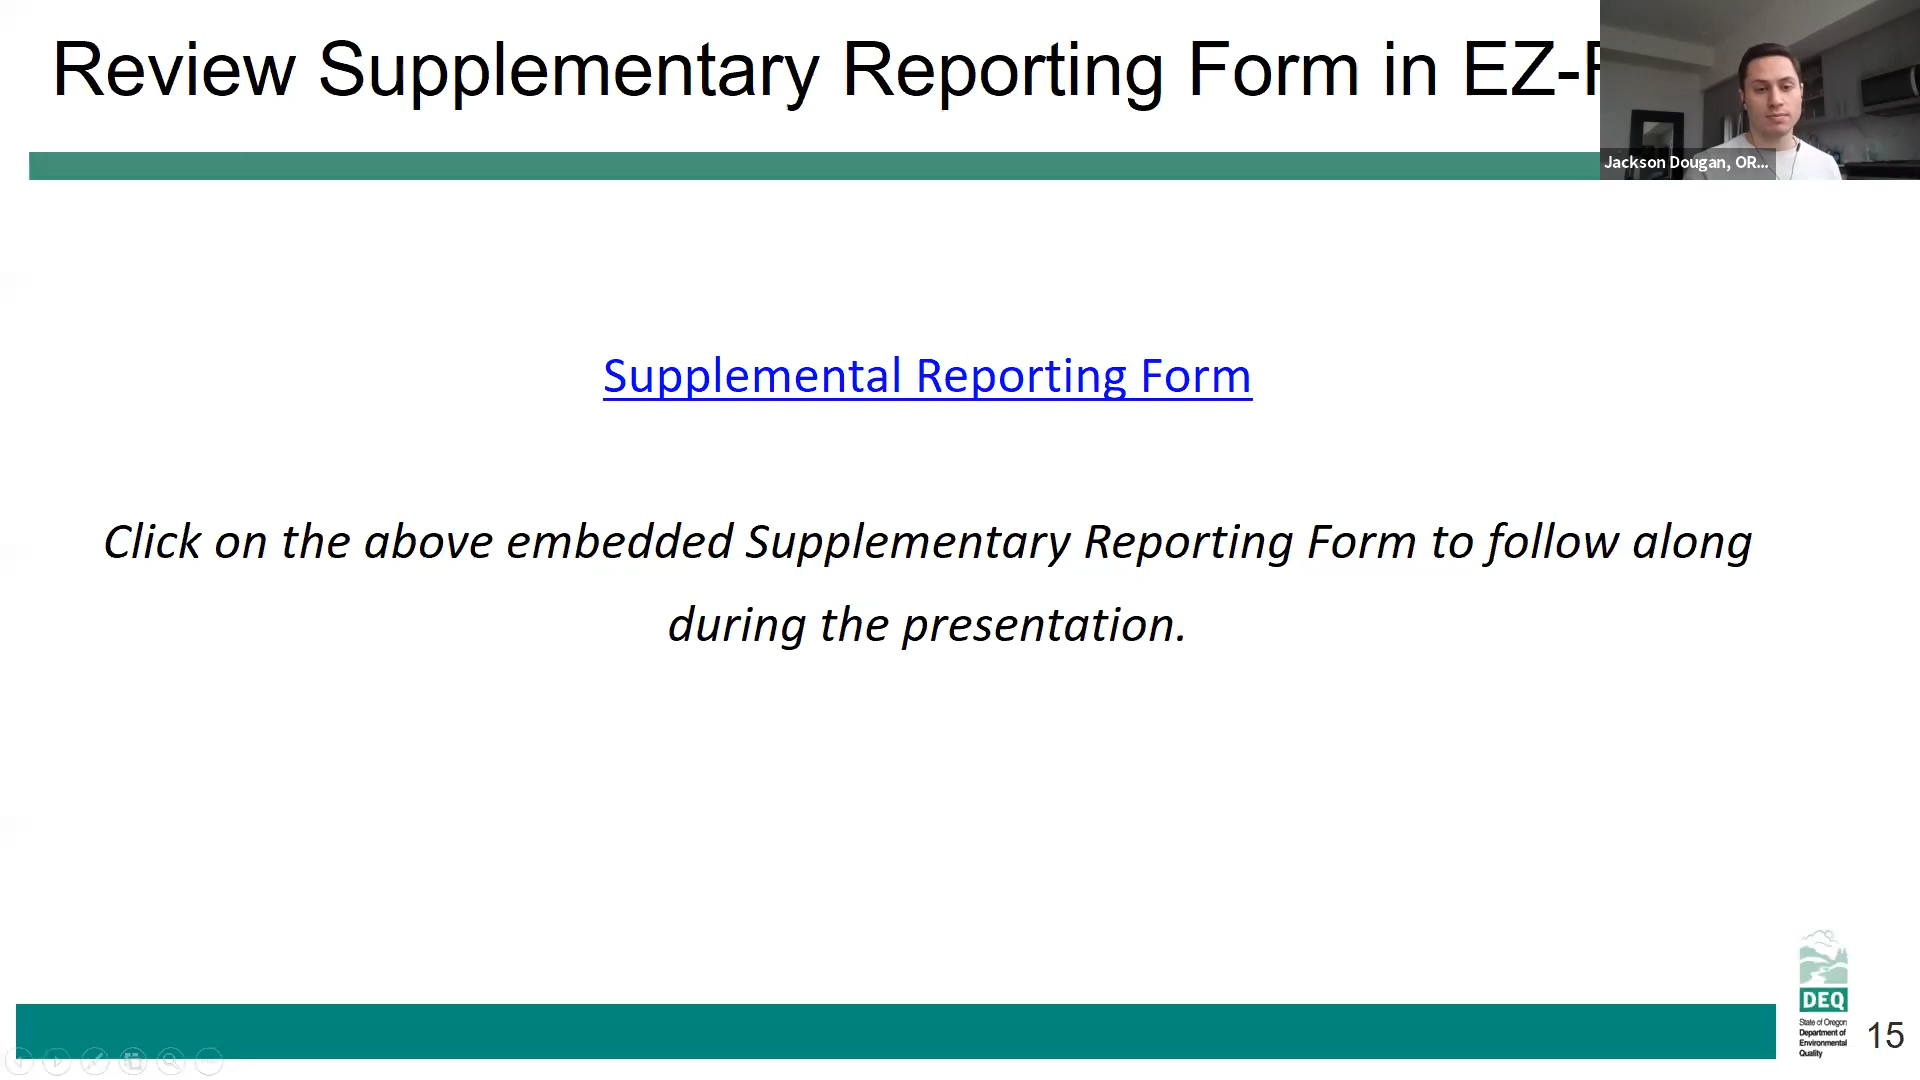 Review Supplementary Reporting Form in EZ-
Jackson Dougan, OR...
Supplemental Reporting Form
Click on the above embedded Supplementary Reporting Form to follow along
during the presentation.
DEQ
State of Oregon
Department of
Environmental
Quality
15